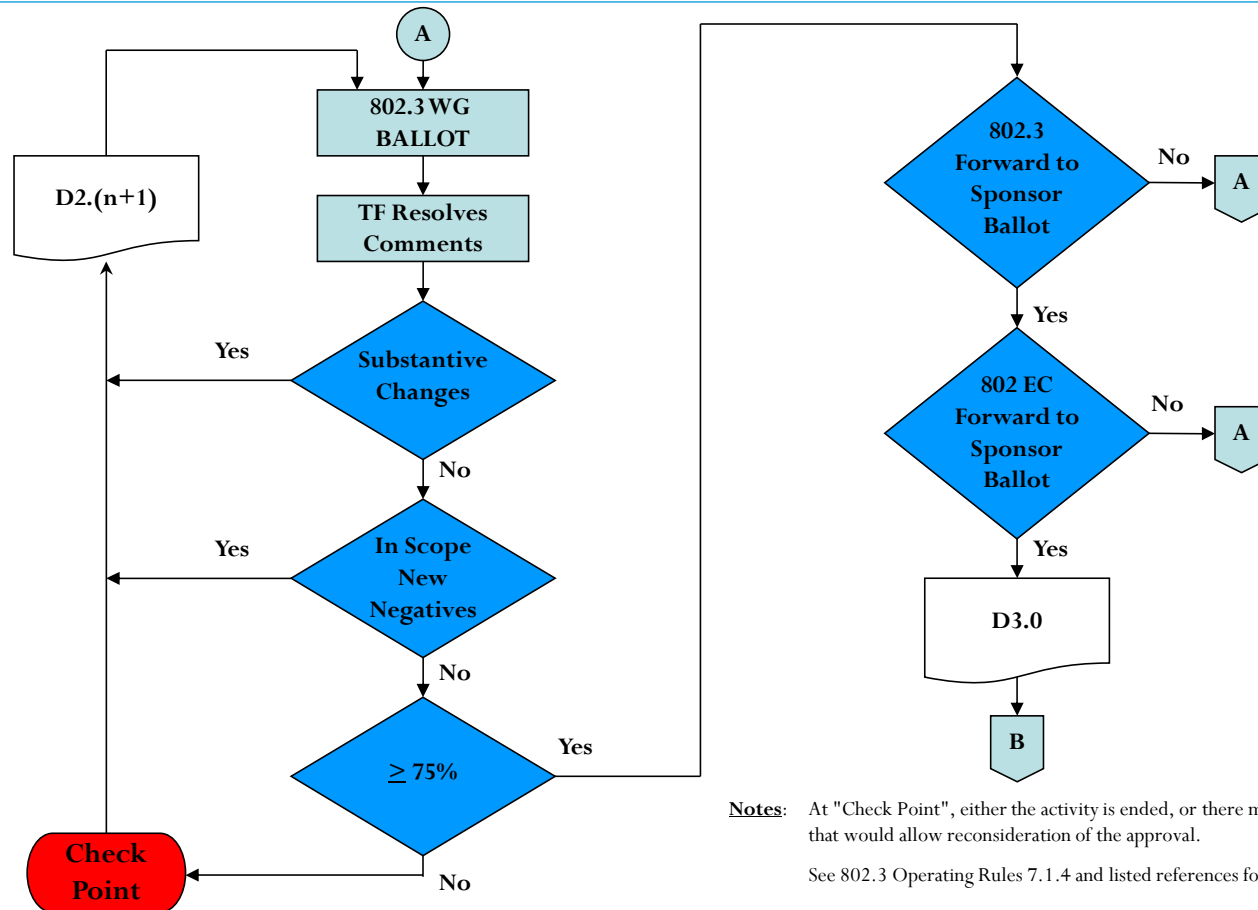 A
802.3 WG
BALLOT
D2.(n+1)
TF Resolves
Comments
Yes
Substantive
Changes
No
Yes
In Scope
New
Negatives
No
≥ 75%
Yes
No
Check
Point
802.3
Forward to
Sponsor
Ballot
No
A
Yes
802 EC
Forward to
Sponsor
Ballot
No
A
Yes
D3.0
B
Notes: At "Check Point", either the activity is ended, or there
that would allow reconsideration of the approval.
See 802.3 Operating Rules 7.1.4 and listed references